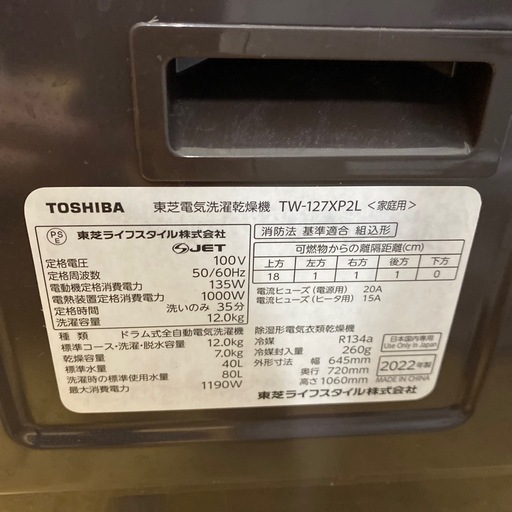 TOSHIBA 東芝電気洗濯乾燥機 TW-127XP2L <家庭用>
PS E 東芝ライフスタイル株式会社
JET
定格電圧 100V
定格周波数 50/60Hz
電動機定格消費電力 135W
電熱装置定格消費電力 1000W
定格時間 洗いのみ 35分
洗濯容量 12.0kg
消防法 基準適合 組込形
可燃物からの離隔距離(cm)
上方 左方 右方 後方 下方
18 1 1 1 0
電流ヒューズ (電源用) 20A
電流ヒューズ (ヒータ用) 15A
種類 ドラム式全自動電気洗濯機
標準コース・洗濯・脱水容量 12.0kg
乾燥容量 7.0kg
標準水量 40L
洗濯時の標準使用水量 80L
最大消費電力 1190W
除湿形電気衣類乾燥機
冷媒 R134a
冷媒封入量 260g
外形寸法 幅 645mm
奥行 720mm
高さ 1060mm
東芝ライフスタイル株式会社
日本国内専用
Use Only in Japan
2022年製
MADE IN CHINA